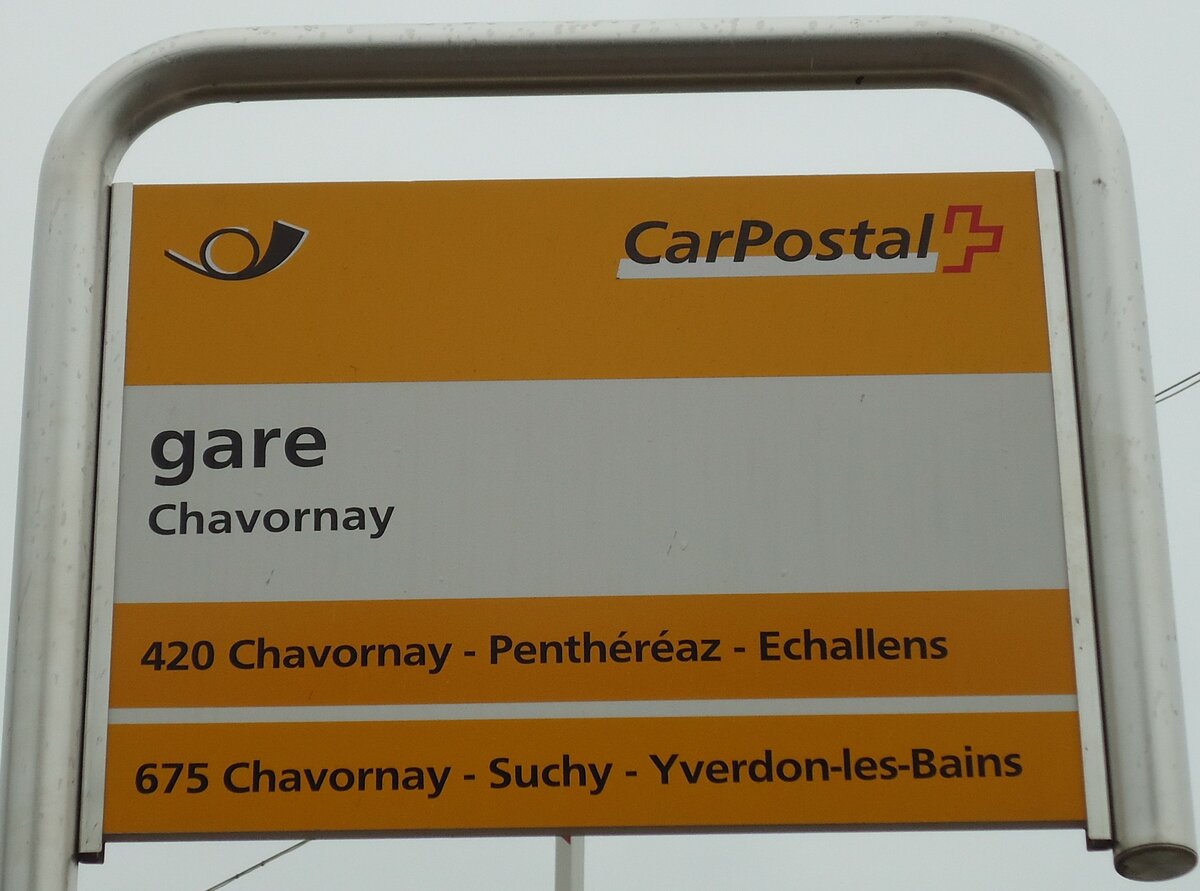 CarPostal
gare
Chavornay
420 Chavornay - Penthéréaz - Echallens
675 Chavornay - Suchy - Yverdon-les-Bains